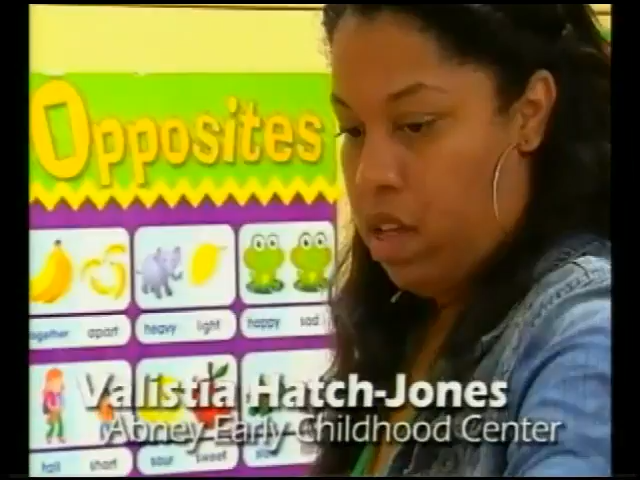 Opposites
together apart
heavy light
happy sad
Valistia Hatch-Jones
Abney Early Childhood Center
tall short
sour sweet